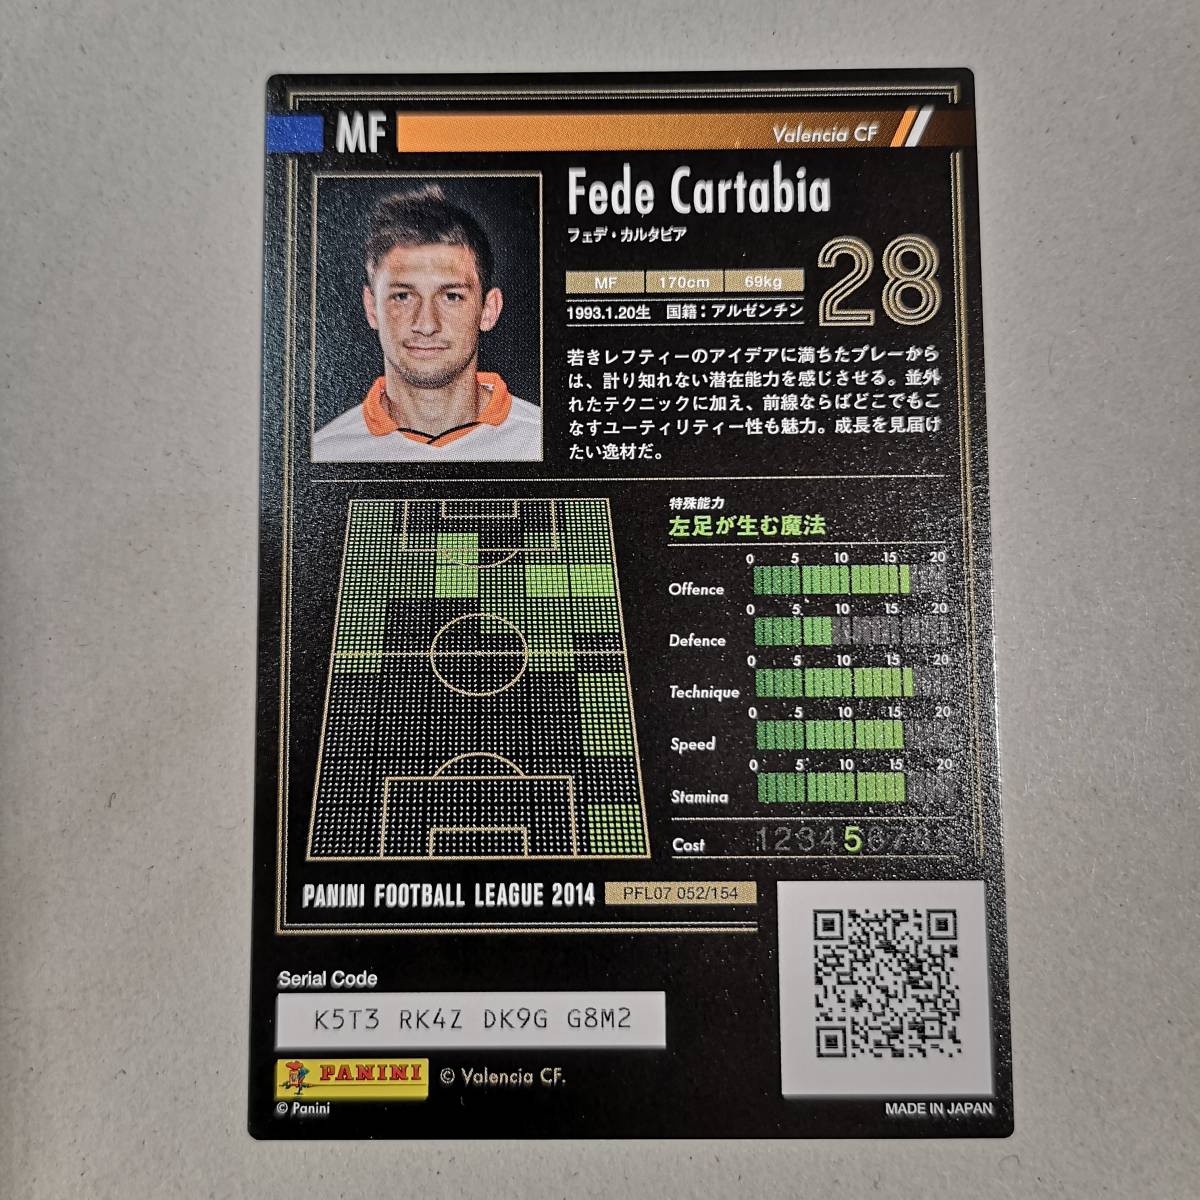 MF
Valencia CF
Fede Cartabia
フェデ・カルタビア
28
MF 170cm 69kg
1993.1.20生 国籍：アルゼンチン
若きレフティーのアイデアに満ちたプレーから
は、計り知れない潜在能力を感じさせる。並外
れたテクニックに加え、前線ならばどこでもこ
なすユーティリティー性も魅力。成長を見届け
たい逸材だ。
特殊能力
左足が生む魔法
0 5 10 15 20
Offence
0 5 10 15 20
Defence
0 5 10 15 20
Technique
0 5 10 15 20
Speed
0 5 10 15 20
Stamina
Cost 1 2 3 4 5 6 7 8 9
PANINI FOOTBALL LEAGUE 2014 PFL07 052/154
Serial Code
K5T3 RK4Z DK9G G8M2
PANINI © Valencia CF.
© Panini
MADE IN JAPAN